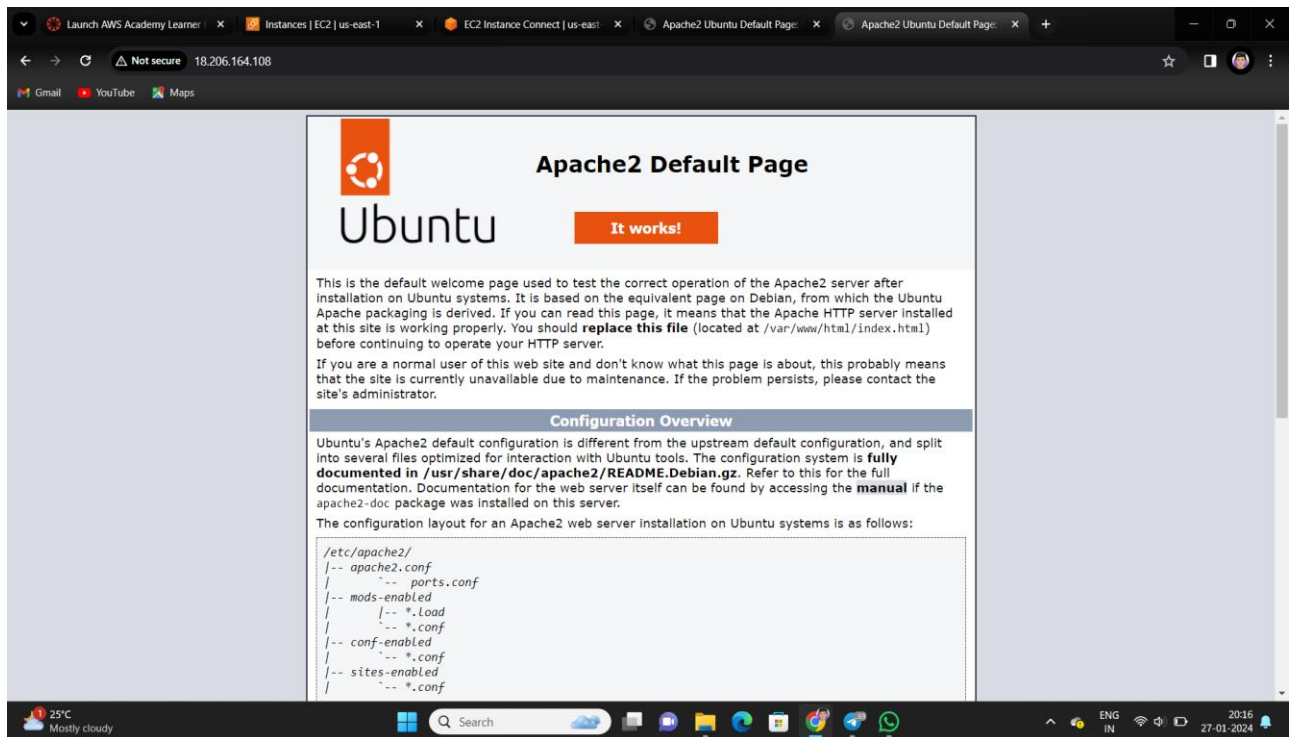 Launch AWS Academy Learner
Instances | EC2 | us-east-1
EC2 Instance Connect | us-east-
Apache2 Ubuntu Default Page:
Apache2 Ubuntu Default Page:
Not secure 18.206.164.108
Gmail YouTube Maps
Apache2 Default Page
Ubuntu
It works!
This is the default welcome page used to test the correct operation of the Apache2 server after
installation on Ubuntu systems. It is based on the equivalent page on Debian, from which the Ubuntu
Apache packaging is derived. If you can read this page, it means that the Apache HTTP server installed
at this site is working properly. You should replace this file (located at /var/www/html/index.html)
before continuing to operate your HTTP server.
If you are a normal user of this web site and don't know what this page is about, this probably means
that the site is currently unavailable due to maintenance. If the problem persists, please contact the
site's administrator.
Configuration Overview
Ubuntu's Apache2 default configuration is different from the upstream default configuration, and split
into several files optimized for interaction with Ubuntu tools. The configuration system is fully
documented in /usr/share/doc/apache2/README.Debian.gz. Refer to this for the full
documentation. Documentation for the web server itself can be found by accessing the manual if the
apache2-doc package was installed on this server.
The configuration layout for an Apache2 web server installation on Ubuntu systems is as follows:
/etc/apache2/
|-- apache2.conf
|       `--  ports.conf
|-- mods-enabled
|       |-- *.load
|       `-- *.conf
|-- conf-enabled
|       `-- *.conf
|-- sites-enabled
|       `-- *.conf
1
25°C
Mostly cloudy
Search
ENG
IN
20:16
27-01-2024